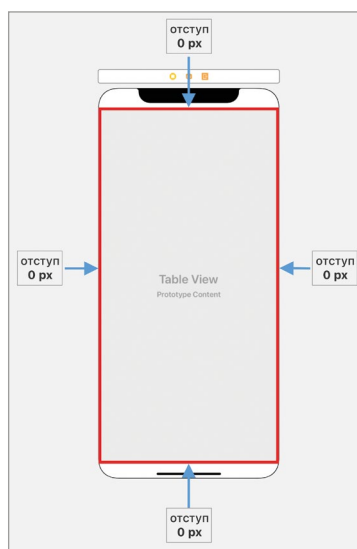 отступ
0 px
отступ
0 px
Table View
Prototype Content
отступ
0 px
отступ
0 px